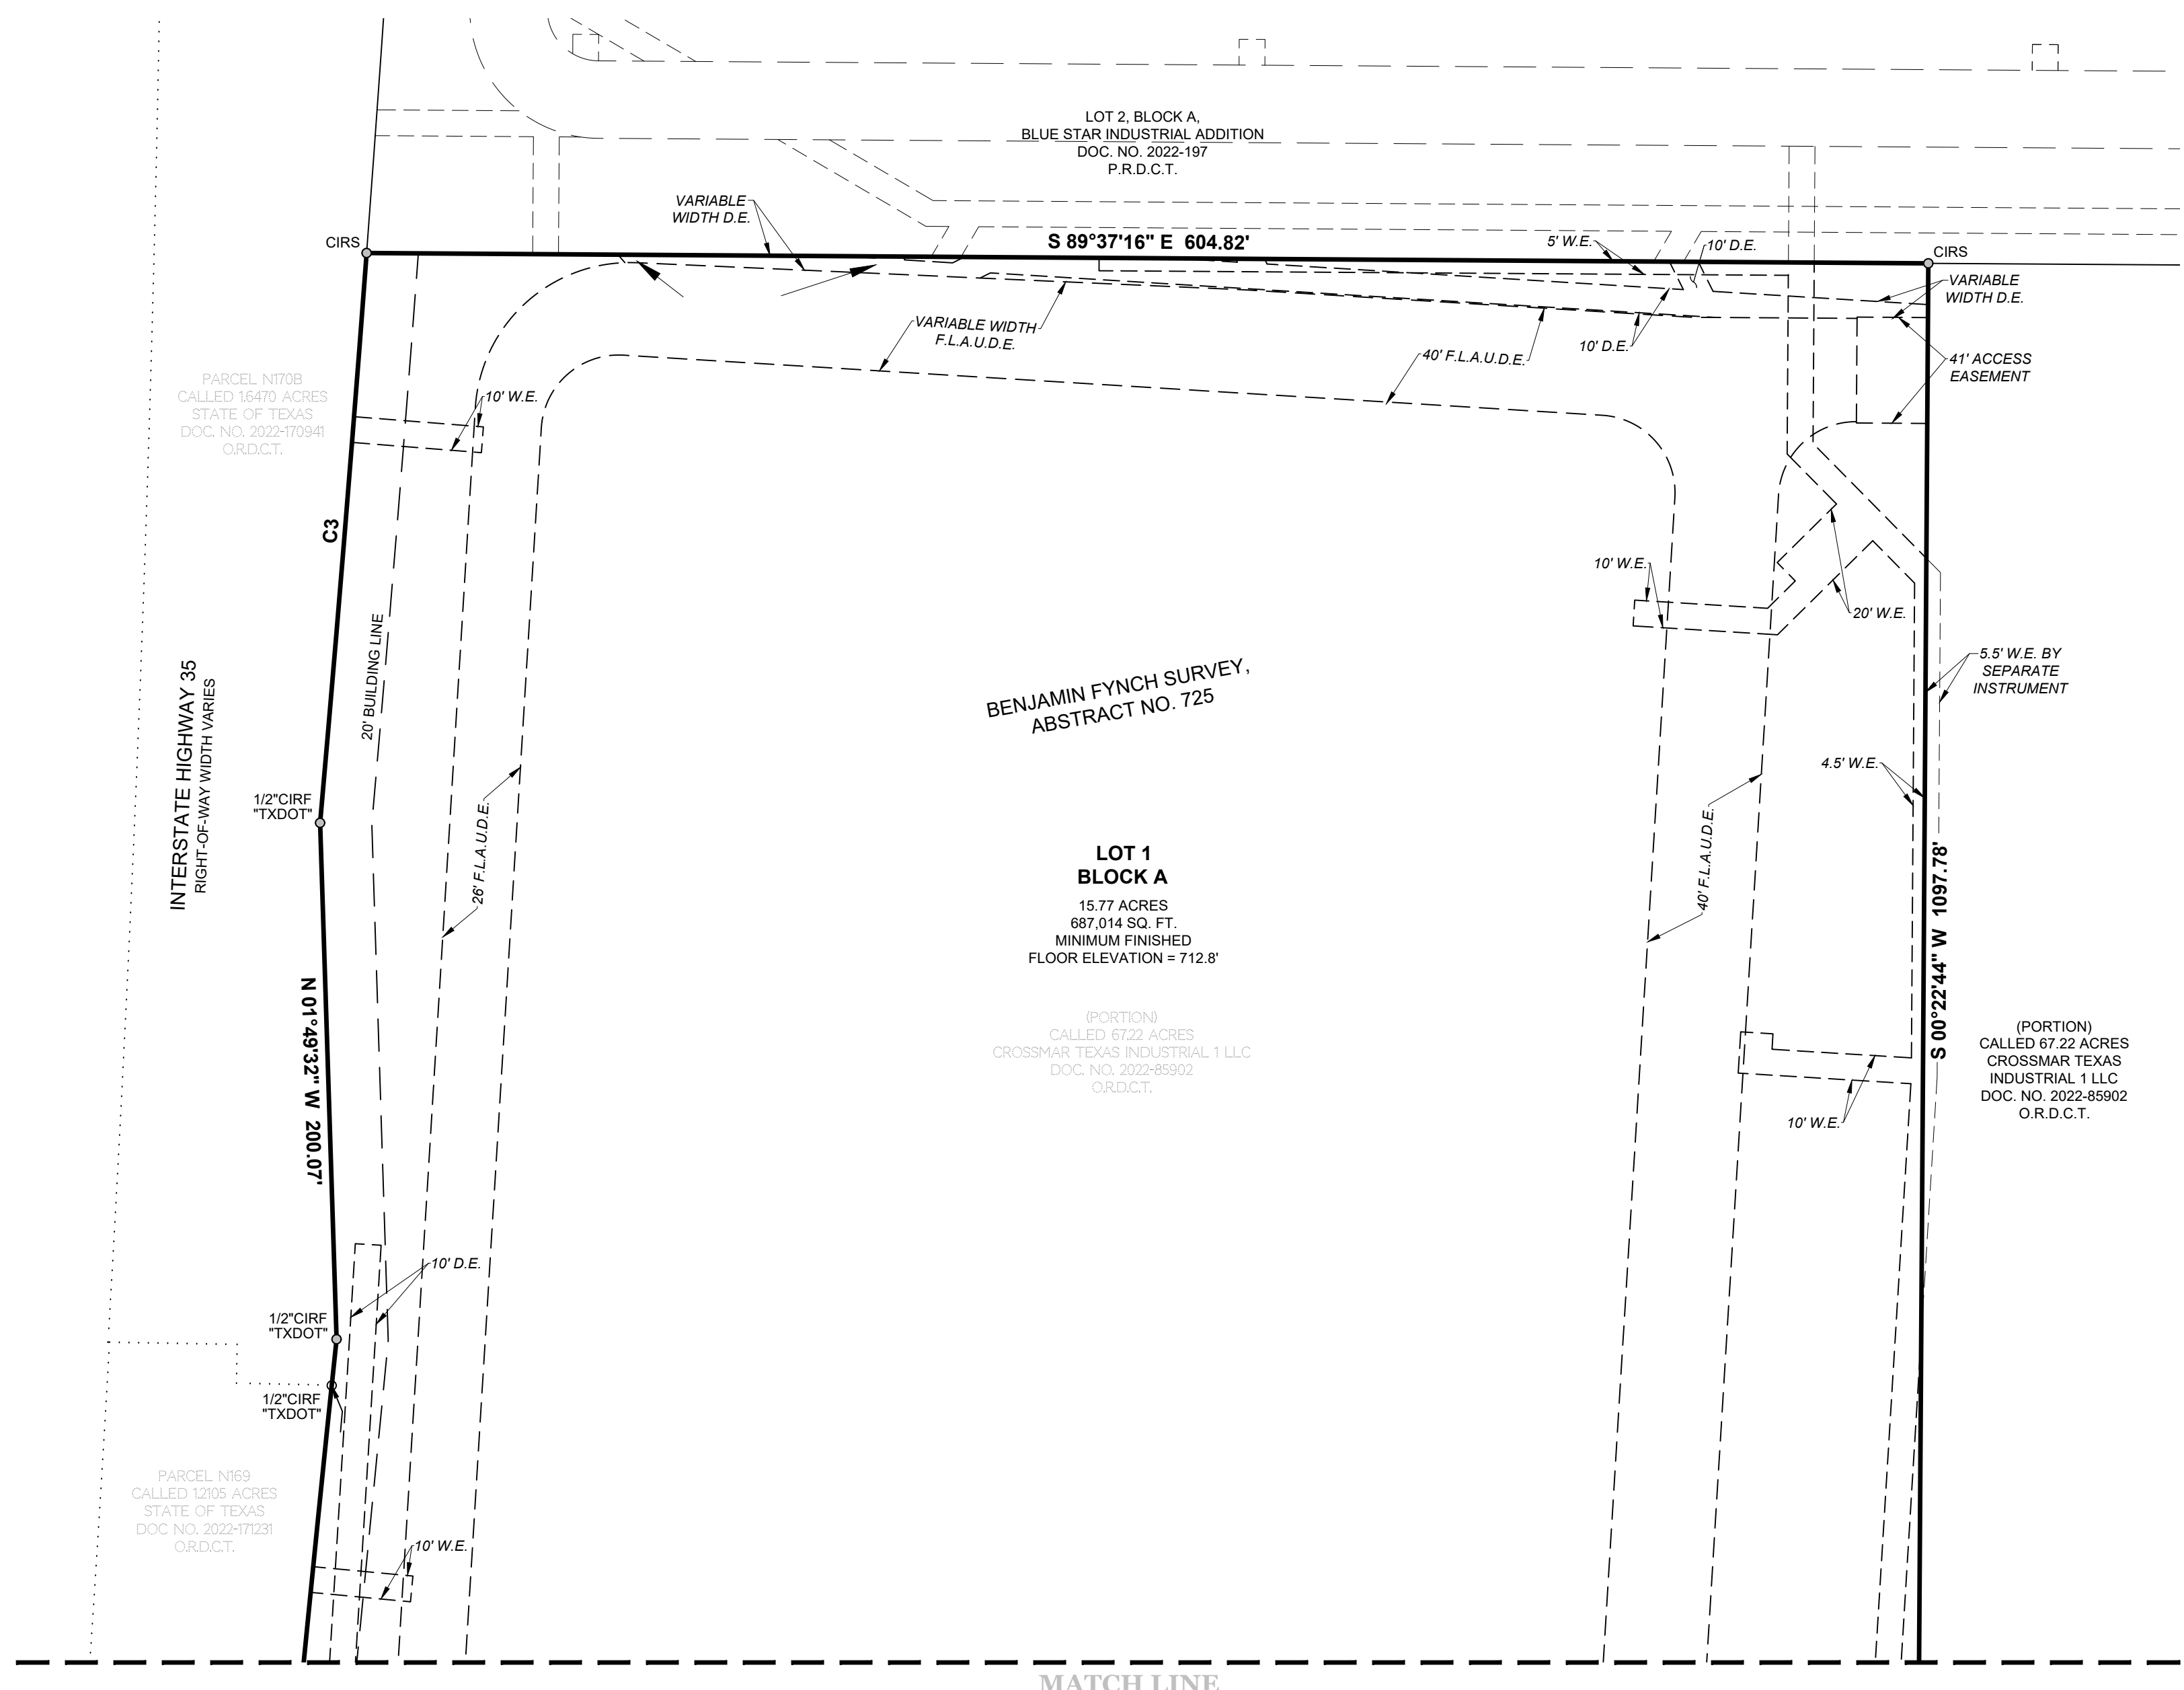 LOT 2, BLOCK A,
BLUE STAR INDUSTRIAL ADDITION
DOC. NO. 2022-197
P.R.D.C.T.
VARIABLE
WIDTH D.E.
CIRS
S 89°37'16" E  604.82'
5' W.E.
10' D.E.
CIRS
VARIABLE
WIDTH D.E.
VARIABLE WIDTH
F.L.A.U.D.E.
40' F.L.A.U.D.E.
10' D.E.
41' ACCESS
EASEMENT
PARCEL N170B
CALLED 1.6470 ACRES
STATE OF TEXAS
DOC. NO. 2022-170941
O.R.D.C.T.
10' W.E.
C3
10' W.E.
20' W.E.
20' BUILDING LINE
INTERSTATE HIGHWAY 35
RIGHT-OF-WAY WIDTH VARIES
BENJAMIN FYNCH SURVEY,
ABSTRACT NO. 725
5.5' W.E. BY
SEPARATE
INSTRUMENT
4.5' W.E.
1/2"CIRF
"TXDOT"
26' F.L.A.U.D.E.
40' F.L.A.U.D.E.
LOT 1
BLOCK A
15.77 ACRES
687,014 SQ. FT.
MINIMUM FINISHED
FLOOR ELEVATION = 712.8'
S 00°22'44" W  1097.78'
N 01°49'32" W  200.07'
(PORTION)
CALLED 67.22 ACRES
CROSSMAR TEXAS INDUSTRIAL 1 LLC
DOC. NO. 2022-85902
O.R.D.C.T.
(PORTION)
CALLED 67.22 ACRES
CROSSMAR TEXAS
INDUSTRIAL 1 LLC
DOC. NO. 2022-85902
O.R.D.C.T.
10' W.E.
10' D.E.
1/2"CIRF
"TXDOT"
1/2"CIRF
"TXDOT"
PARCEL N169
CALLED 1.2105 ACRES
STATE OF TEXAS
DOC NO. 2022-171231
O.R.D.C.T.
10' W.E.
MATCH LINE